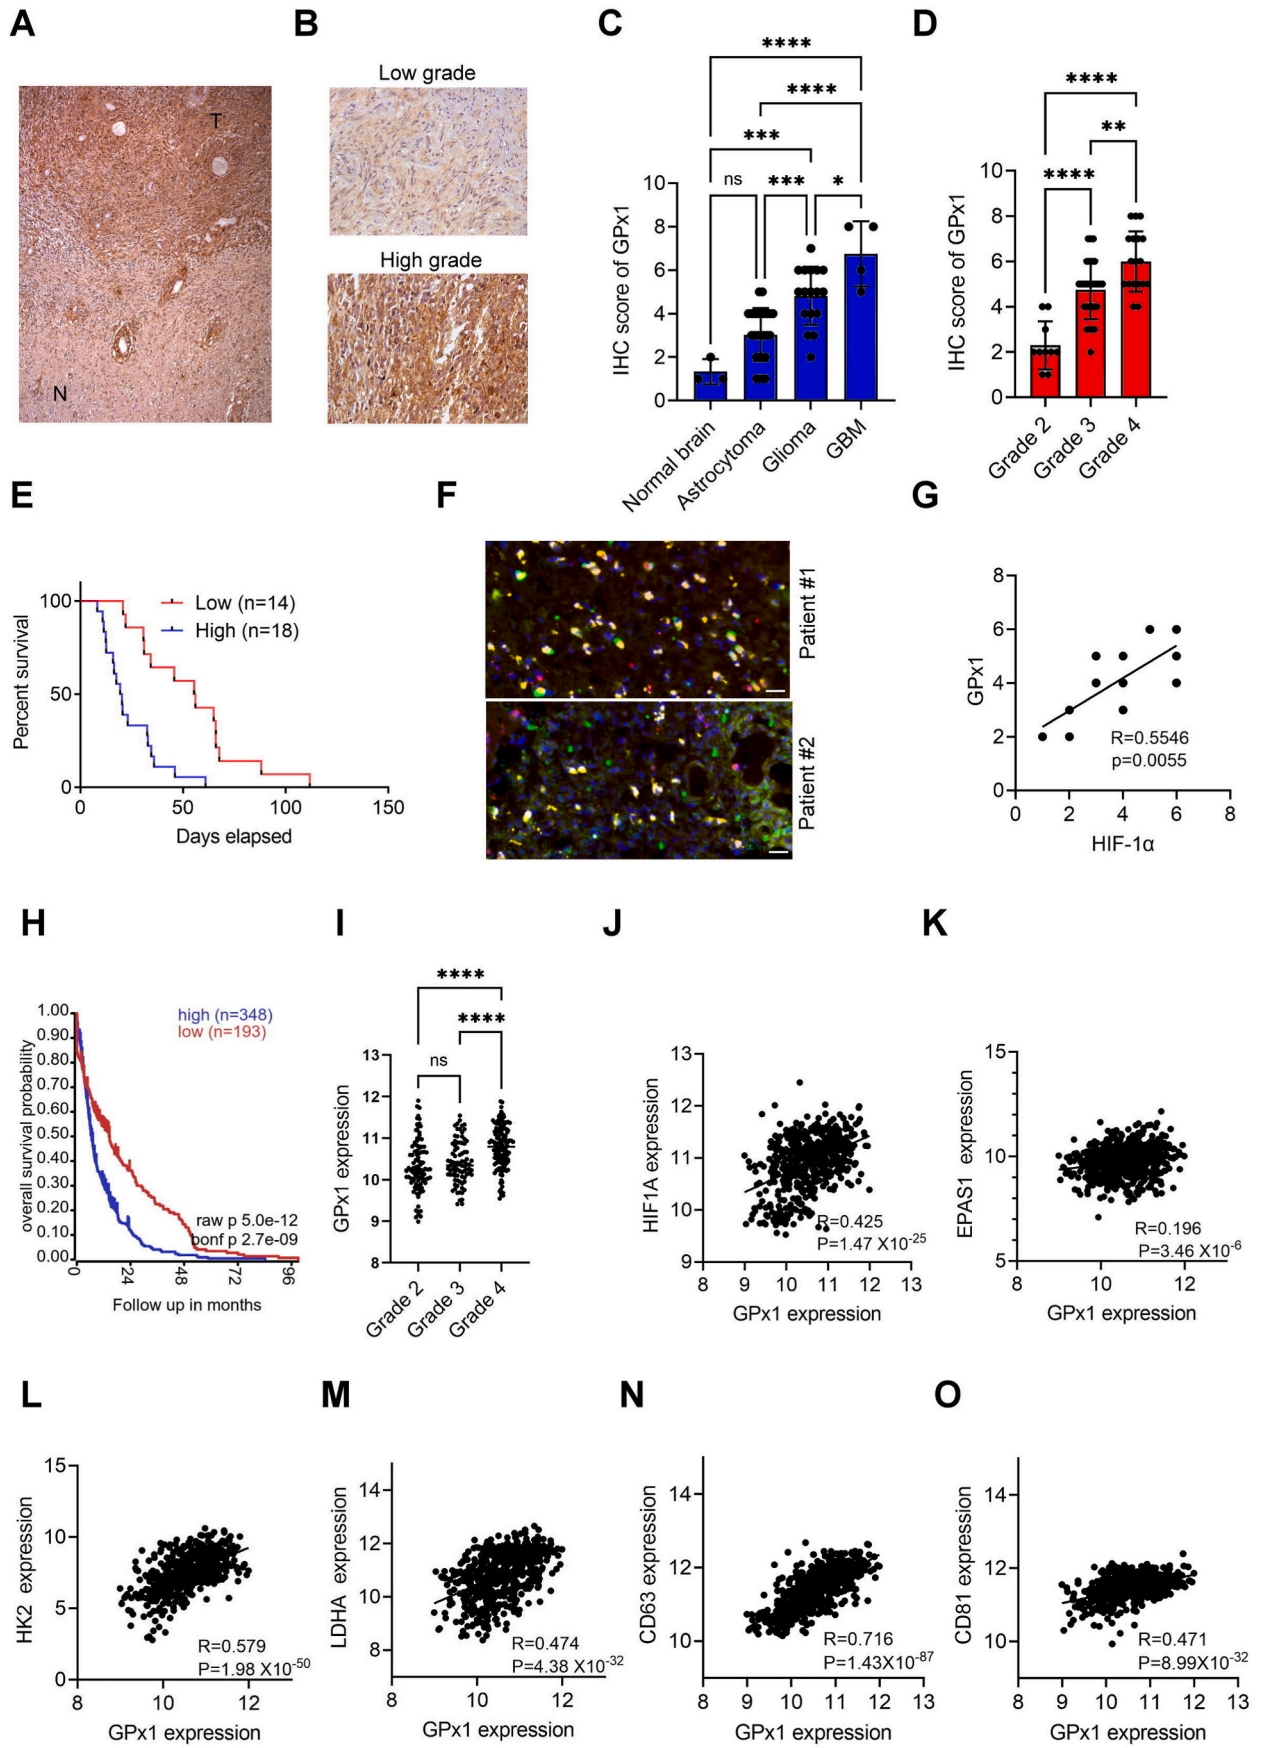 A
T
N
B
Low grade
High grade
C
****
****
***
ns
***
*
IHC score of GPx1
10
8
6
4
2
0
Normal brain
Astrocytoma
Glioma
GBM
D
****
**
****
IHC score of GPx1
10
8
6
4
2
0
Grade 2
Grade 3
Grade 4
E
Percent survival
100
50
0
Low (n=14)
High (n=18)
0
50
100
150
Days elapsed
F
Patient #1
Patient #2
G
GPx1
8
6
4
2
0
R=0.5546
p=0.0055
0
2
4
6
8
HIF-1α
H
overall survival probability
1.00
0.90
0.80
0.70
0.60
0.50
0.40
0.30
0.20
0.10
0.00
high (n=348)
low (n=193)
raw p 5.0e-12
bonf p 2.7e-09
0
24
48
72
96
Follow up in months
I
****
****
ns
GPx1 expression
13
12
11
10
9
8
Grade 2
Grade 3
Grade 4
J
HIF1A expression
13
12
11
10
9
R=0.425
P=1.47 X10-25
8
9
10
11
12
13
GPx1 expression
K
EPAS1 expression
15
10
5
R=0.196
P=3.46 X10-6
8
10
12
GPx1 expression
L
HK2 expression
15
10
5
0
R=0.579
P=1.98 X10-50
8
10
12
GPx1 expression
M
LDHA expression
14
12
10
8
R=0.474
P=4.38 X10-32
8
10
12
GPx1 expression
N
CD63 expression
14
12
10
R=0.716
P=1.43X10-87
8
9
10
11
12
13
GPx1 expression
O
CD81 expression
14
12
10
R=0.471
P=8.99X10-32
8
9
10
11
12
13
GPx1 expression